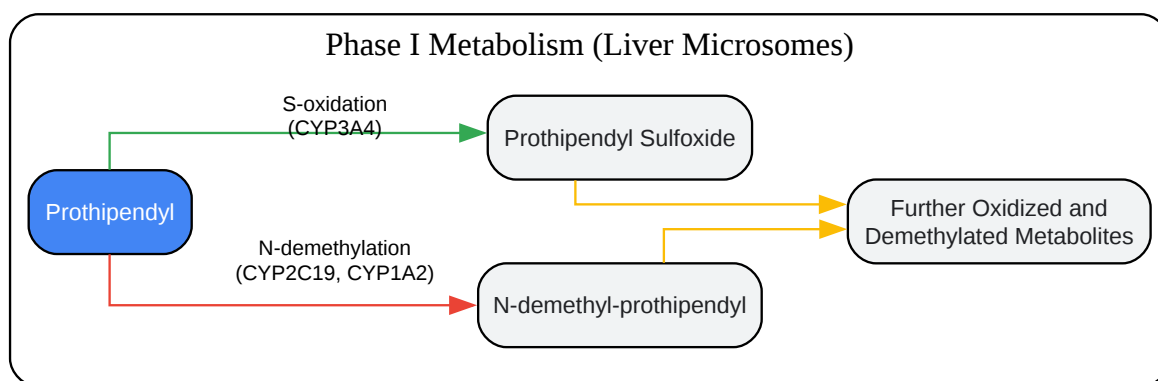 Phase I Metabolism (Liver Microsomes)
S-oxidation
(CYP3A4)
Prothipendyl Sulfoxide
Prothipendyl
Further Oxidized and
Demethylated Metabolites
N-demethylation
(CYP2C19, CYP1A2)
N-demethyl-prothipendyl